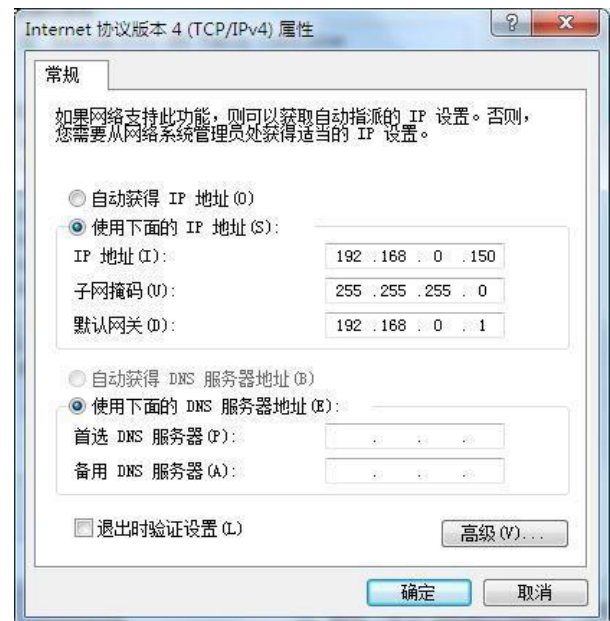 Internet 协议版本 4 (TCP/IPv4) 属性
常规
如果网络支持此功能，则可以获取自动指派的 IP 设置。否则，
您需要从网络系统管理员处获得适当的 IP 设置。
自动获得 IP 地址(O)
使用下面的 IP 地址(S):
IP 地址(I): 192 .168 . 0 .150
子网掩码(U): 255 .255 .255 . 0
默认网关(D): 192 .168 . 0 . 1
自动获得 DNS 服务器地址(B)
使用下面的 DNS 服务器地址(E):
首选 DNS 服务器(P): . . .
备用 DNS 服务器(A): . . .
退出时验证设置(L)
高级(V)...
确定 取消